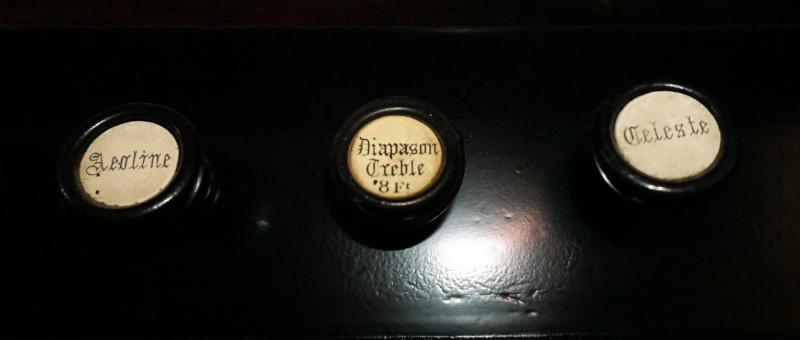 Aeoline
Diapason
Treble
8 Ft
Celeste